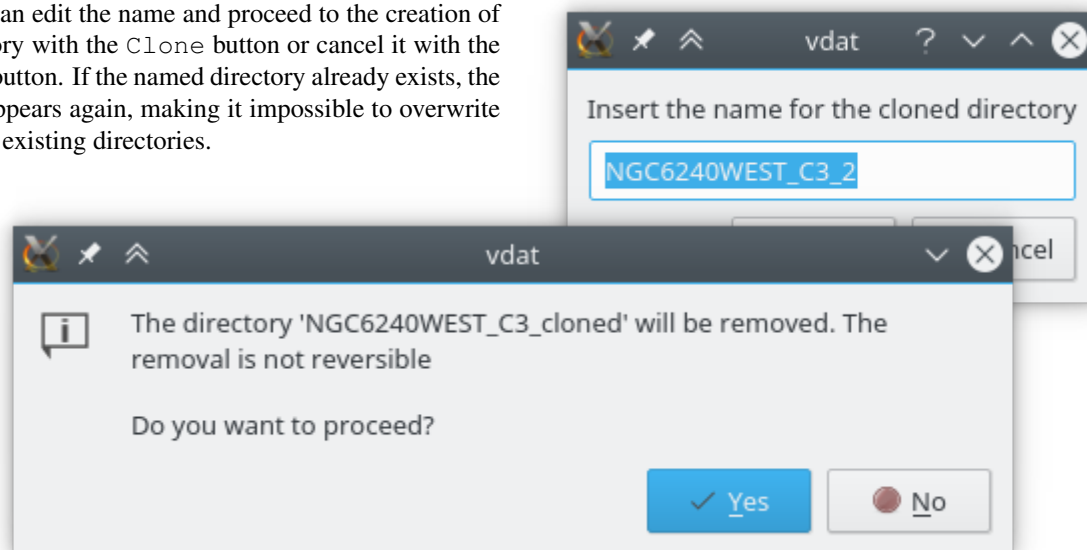 an edit the name and proceed to the creation of
ory with the Clone button or cancel it with the
button. If the named directory already exists, the
ppears again, making it impossible to overwrite
existing directories.
vdat
Insert the name for the cloned directory
NGC6240WEST_C3_2
ncel
vdat
The directory 'NGC6240WEST_C3_cloned' will be removed. The
removal is not reversible
Do you want to proceed?
Yes
No